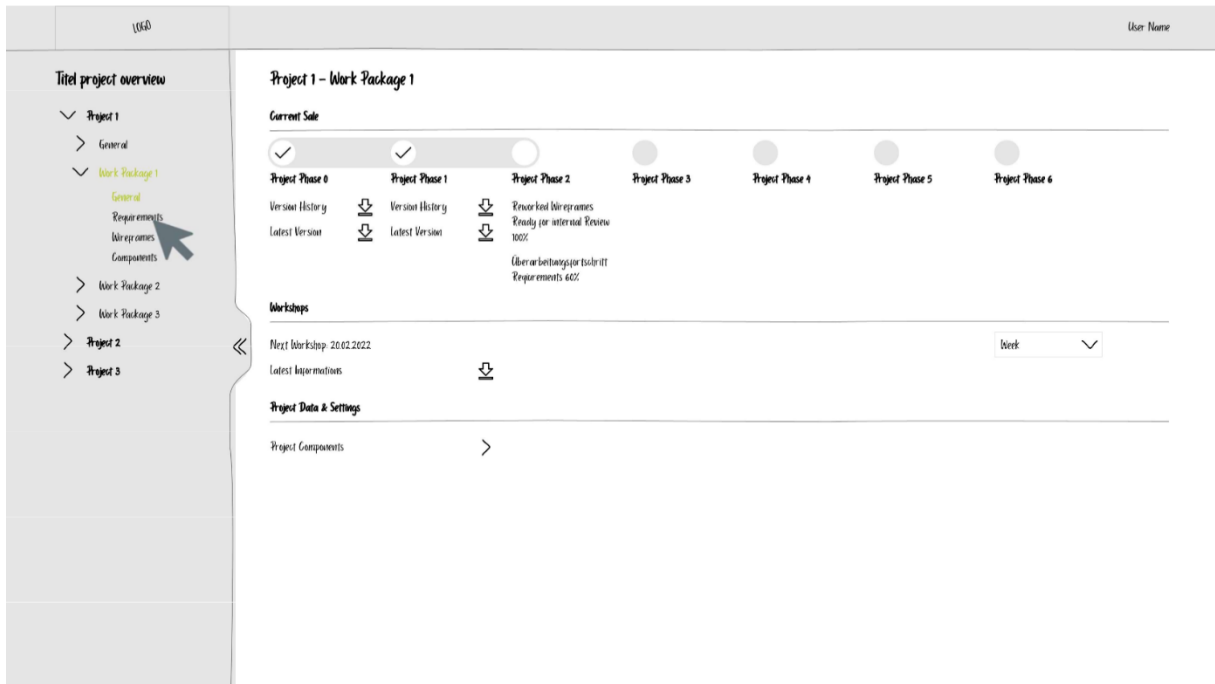 LOGO
User Name
Titel project overview
Project 1
General
Work Package 1
General
Requirements
Wireframes
Components
Work Package 2
Work Package 3
Project 2
Project 3
Project 1 – Work Package 1
Current Sale
Project Phase 0
Project Phase 1
Project Phase 2
Project Phase 3
Project Phase 4
Project Phase 5
Project Phase 6
Version History
Latest Version
Version History
Latest Version
Reworked Wireframes
Ready for internal Review
100%
Überarbeitungsfortschritt
Requirements 60%
Workshops
Next Workshop: 20.02.2022
Week
Latest Informations
Project Data & Settings
Project Components